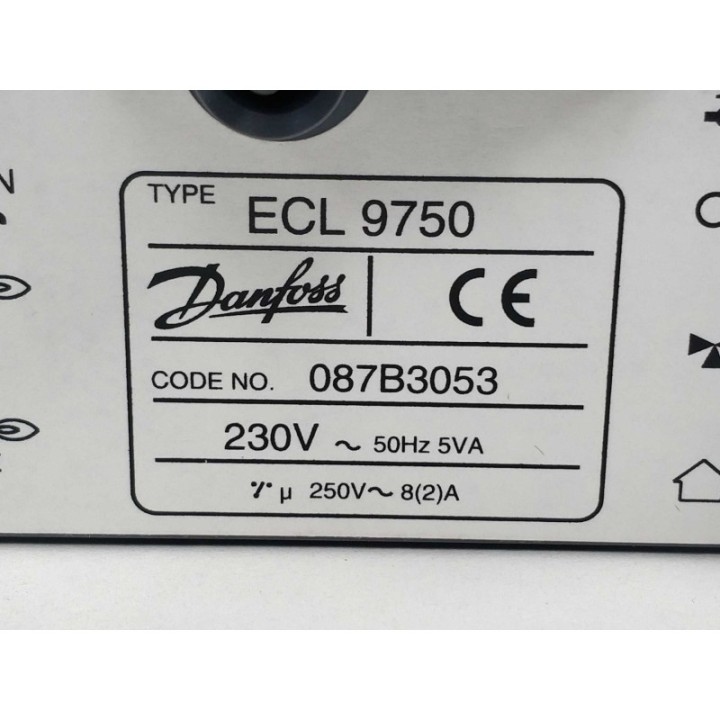 N
TYPE ECL 9750
Danfoss CE
CODE NO. 087B3053
230V ~ 50Hz 5VA
µ 250V~ 8(2)A